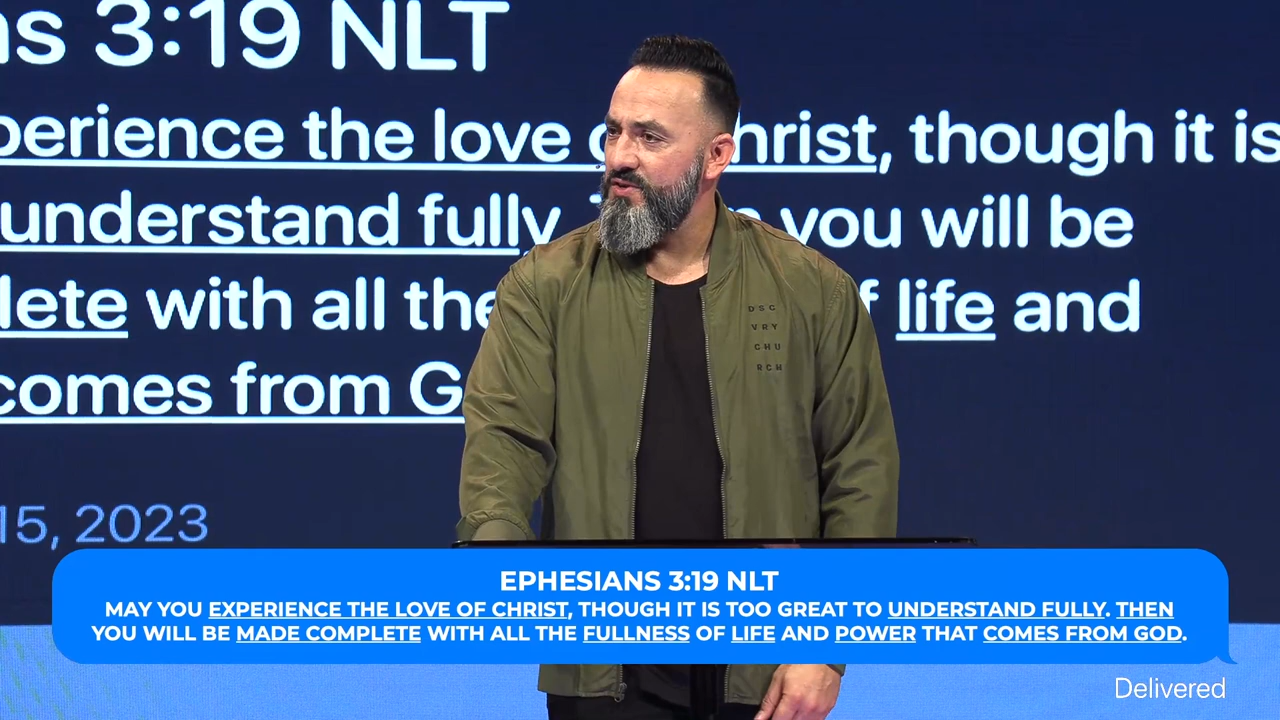 ns 3:19 NLT
perience the love c hrist, though it is
understand fully. you will be
lete with all the f life and
comes from G
15, 2023
DSC
VRY
CHU
RCH
EPHESIANS 3:19 NLT
MAY YOU EXPERIENCE THE LOVE OF CHRIST, THOUGH IT IS TOO GREAT TO UNDERSTAND FULLY. THEN
YOU WILL BE MADE COMPLETE WITH ALL THE FULLNESS OF LIFE AND POWER THAT COMES FROM GOD.
Delivered